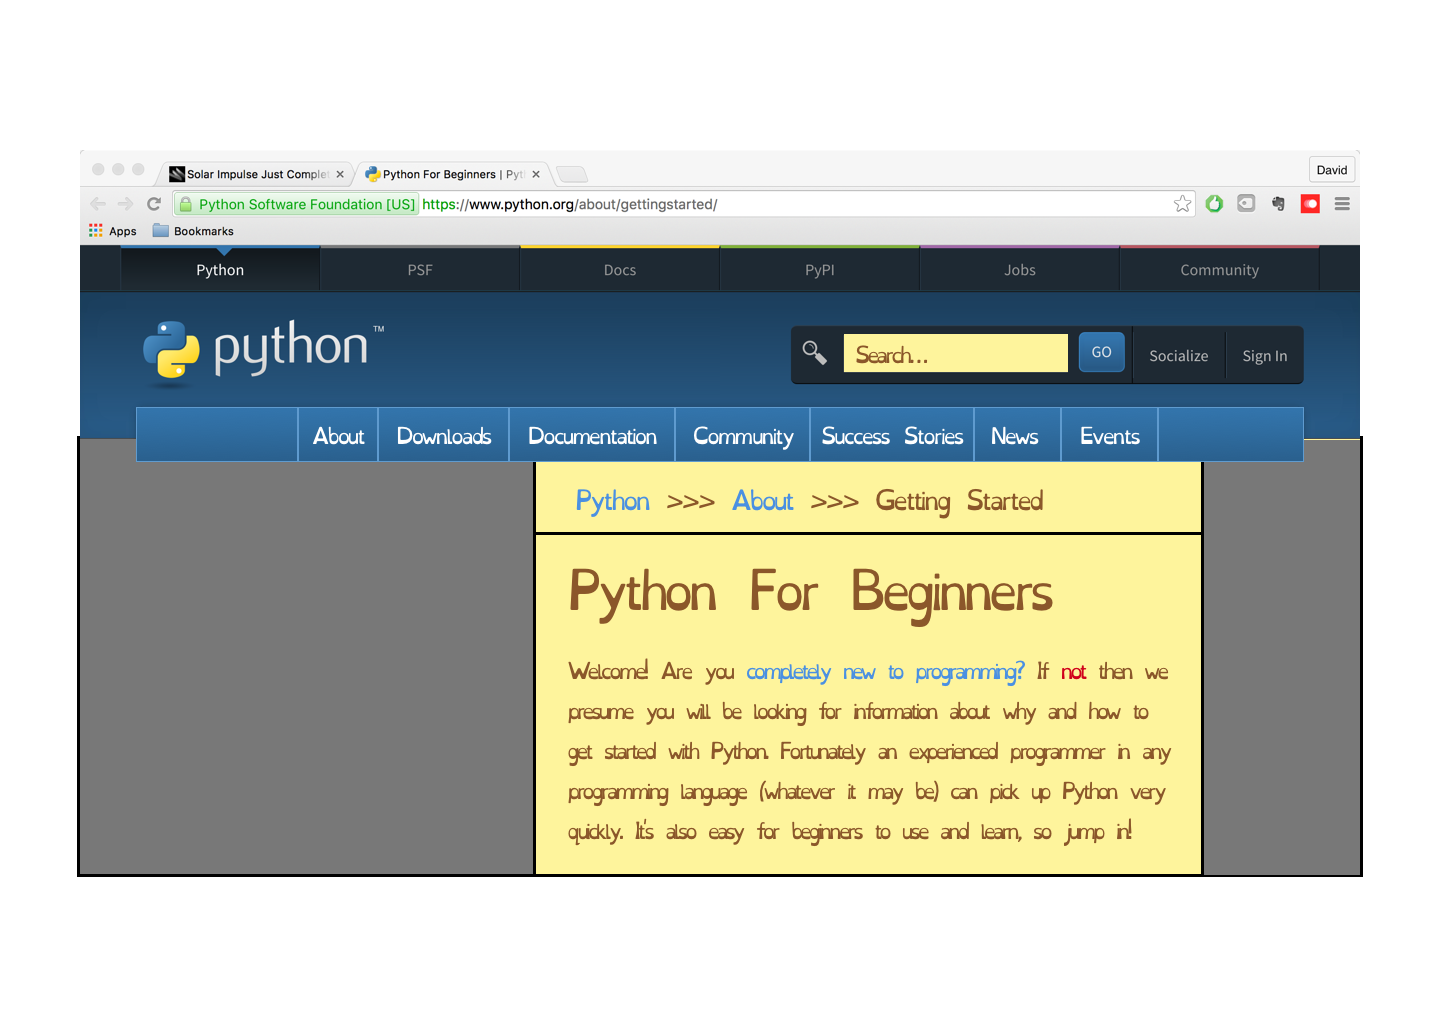 Solar Impulse Just Complet
Python For Beginners | Pyt
David
Python Software Foundation [US] https://www.python.org/about/gettingstarted/
Apps Bookmarks
Python PSF Docs PyPI Jobs Community
python™
Search... GO Socialize Sign In
About Downloads Documentation Community Success Stories News Events
Python >>> About >>> Getting Started
Python For Beginners
Welcome! Are you completely new to programming? If not then we
presume you will be looking for information about why and how to
get started with Python. Fortunately an experienced programmer in any
programming language (whatever it may be) can pick up Python very
quickly. It's also easy for beginners to use and learn, so jump in!